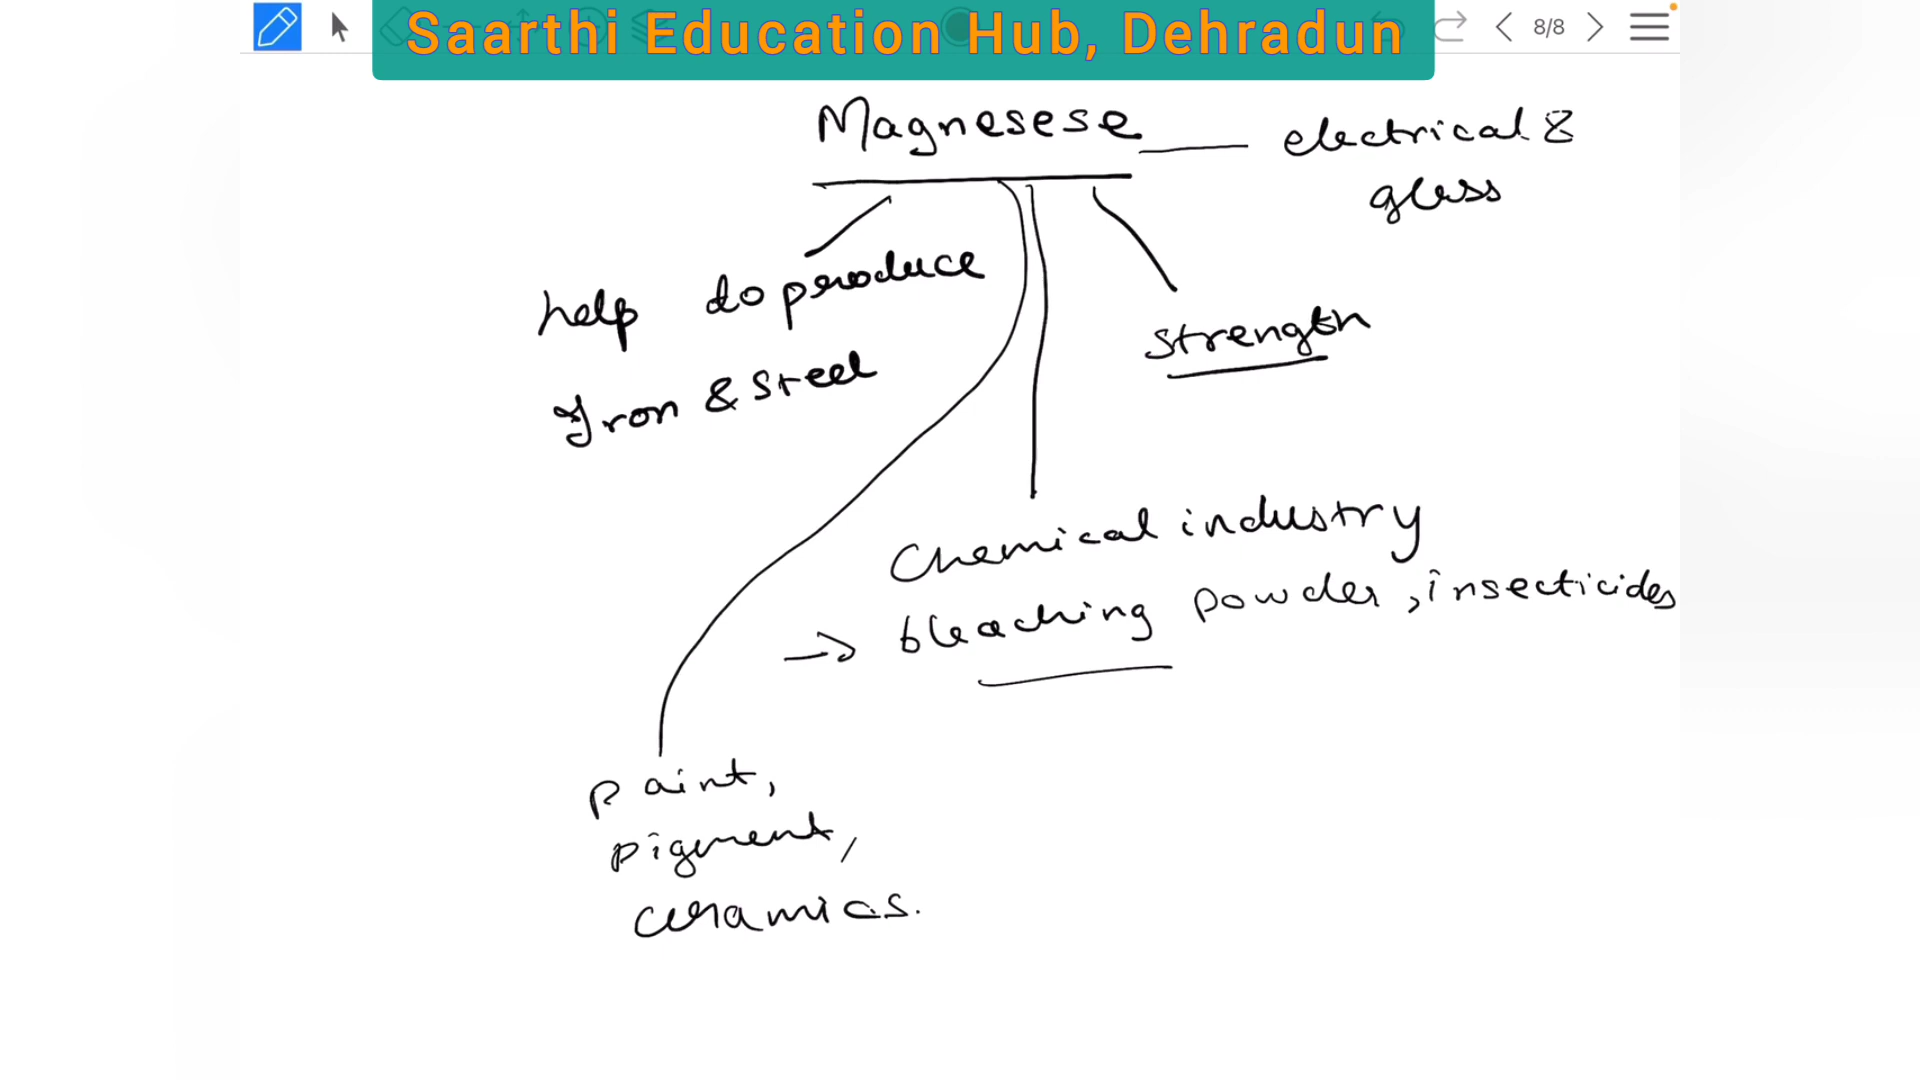 Saarthi Education Hub, Dehradun
8/8
Magnesese
electrical &
glass
help to produce
Iron & Steel
Strength
Chemical industry
→ bleaching powder, insecticides
paint,
pigment,
ceramics.